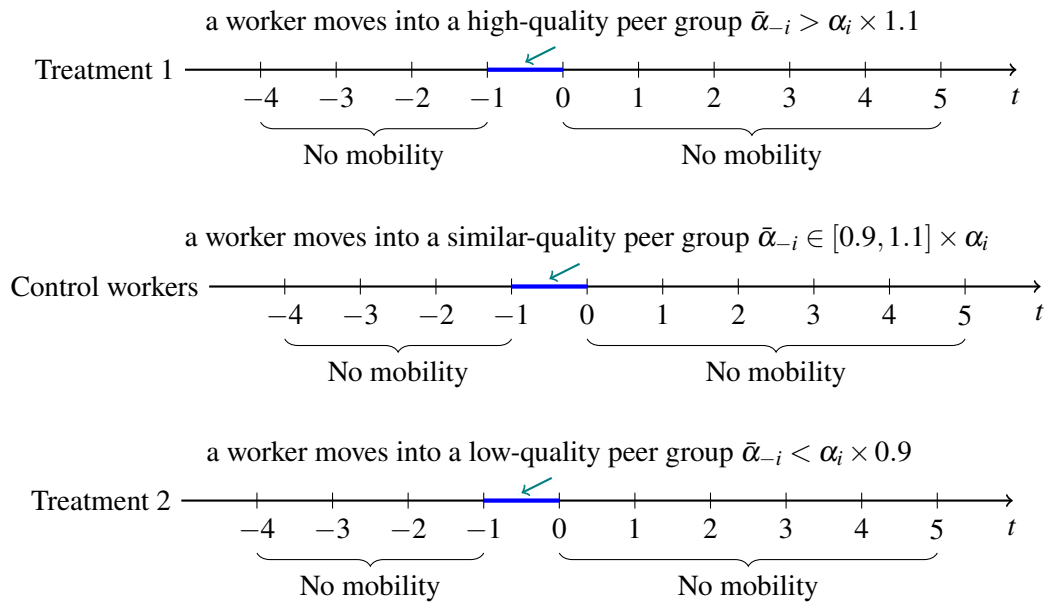 a worker moves into a high-quality peer group ᾱ₋ᵢ > αᵢ × 1.1
Treatment 1
−4 −3 −2 −1 0 1 2 3 4 5 t
No mobility No mobility
a worker moves into a similar-quality peer group ᾱ₋ᵢ ∈ [0.9, 1.1] × αᵢ
Control workers
−4 −3 −2 −1 0 1 2 3 4 5 t
No mobility No mobility
a worker moves into a low-quality peer group ᾱ₋ᵢ < αᵢ × 0.9
Treatment 2
−4 −3 −2 −1 0 1 2 3 4 5 t
No mobility No mobility